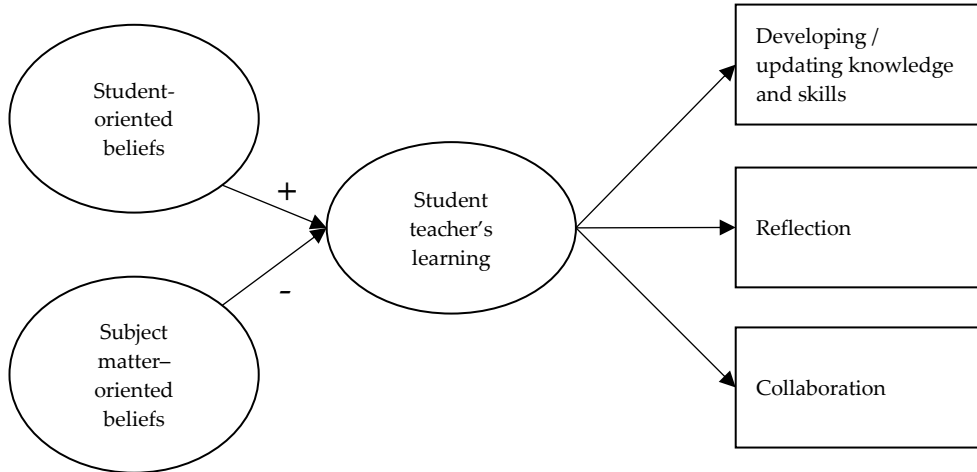 Student-
oriented
beliefs
+
Subject
matter–
oriented
beliefs
-
Student
teacher’s
learning
Developing /
updating knowledge
and skills
Reflection
Collaboration